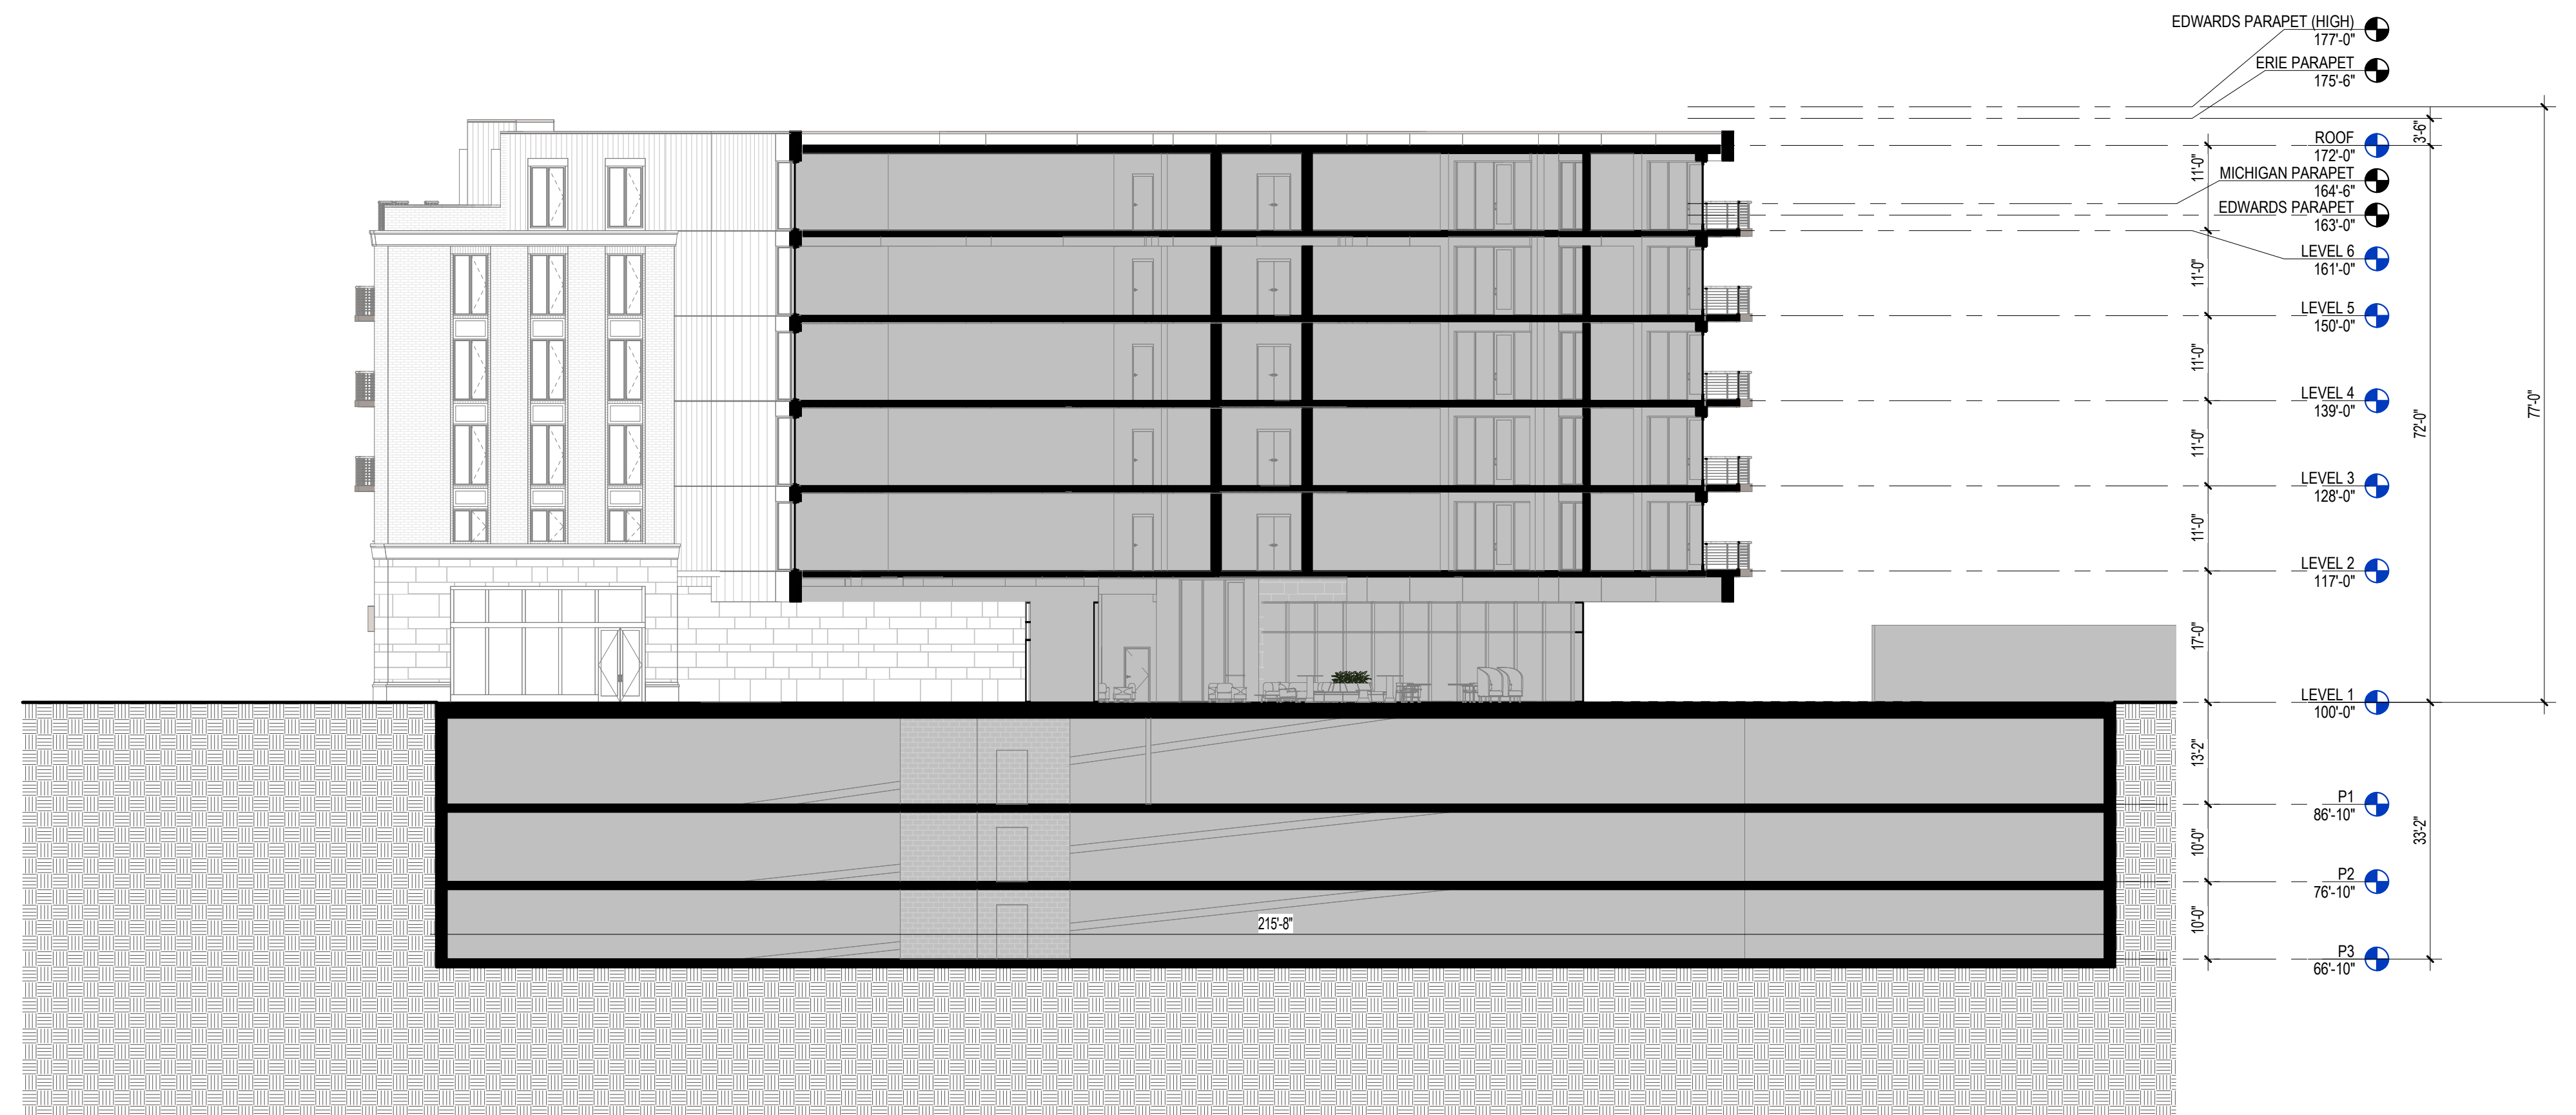 EDWARDS PARAPET (HIGH)
177'-0"
ERIE PARAPET
175'-6"
3'-6"
ROOF
172'-0"
11'-0"
MICHIGAN PARAPET
164'-6"
EDWARDS PARAPET
163'-0"
LEVEL 6
161'-0"
11'-0"
LEVEL 5
150'-0"
11'-0"
LEVEL 4
139'-0"
77'-0"
72'-0"
11'-0"
LEVEL 3
128'-0"
11'-0"
LEVEL 2
117'-0"
17'-0"
LEVEL 1
100'-0"
13'-2"
P1
86'-10"
33'-2"
10'-0"
P2
76'-10"
10'-0"
215'-8"
P3
66'-10"